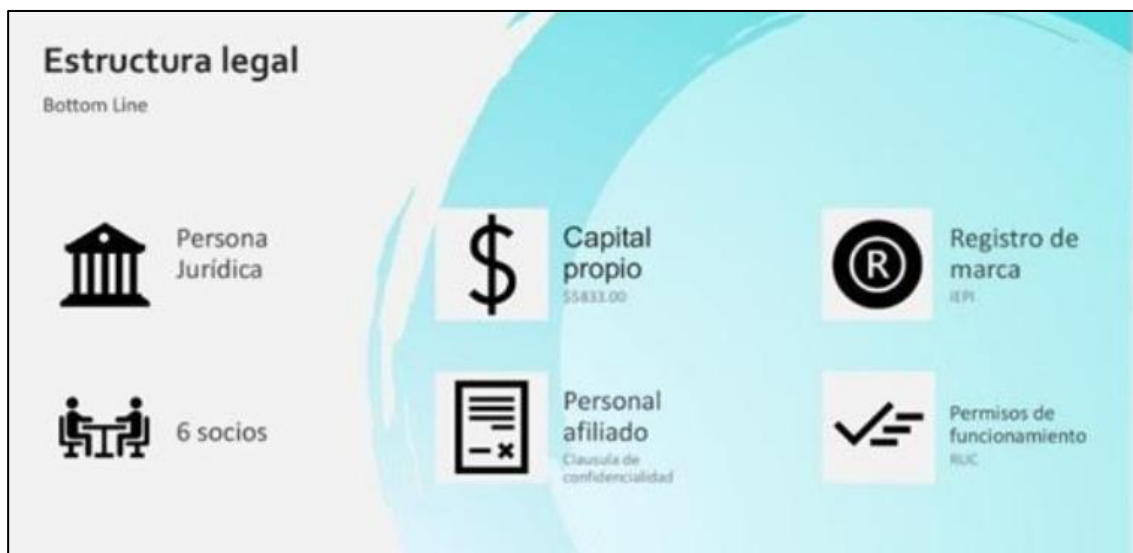 Estructura legal
Bottom Line
Persona
Jurídica
Capital
propio
$5833.00
Registro de
marca
IEPI
6 socios
Personal
afiliado
Clausula de
confidencialidad
Permisos de
funcionamiento
RUC